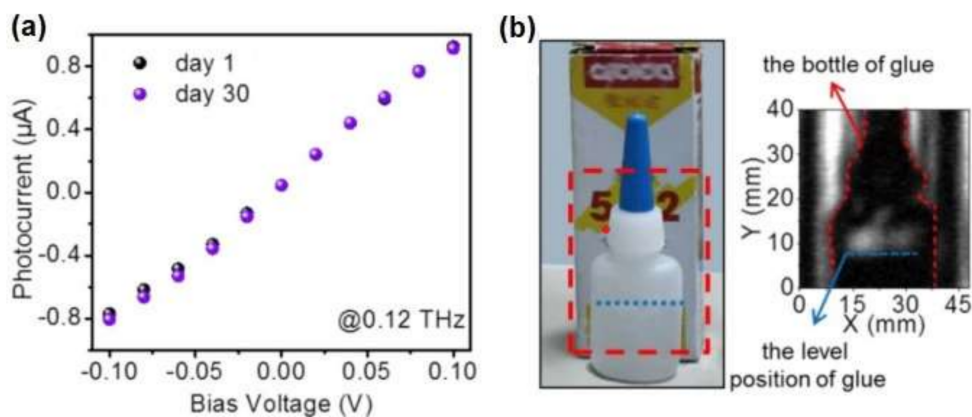 (a)
0.8
0.4
0.0
-0.4
-0.8
Photocurrent (μA)
day 1
day 30
@0.12 THz
-0.10
-0.05
0.00
0.05
0.10
Bias Voltage (V)
(b)
5 2
the bottle of glue
40
30
20
10
0
Y (mm)
0
15
30
45
X (mm)
the level
position of glue